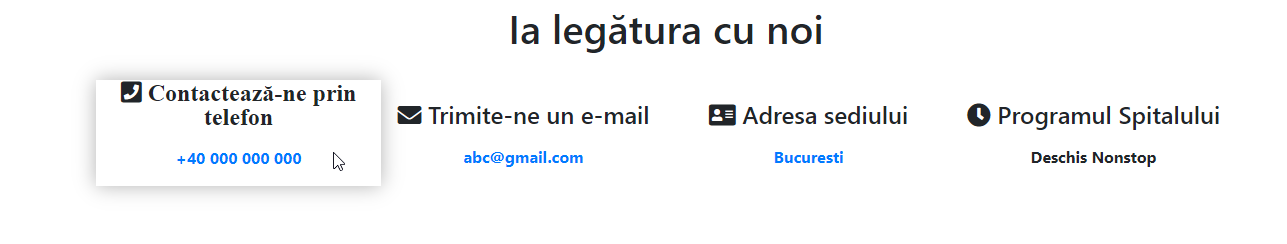 Ia legătura cu noi
Contactează-ne prin
telefon
+40 000 000 000
Trimite-ne un e-mail
abc@gmail.com
Adresa sediului
Bucuresti
Programul Spitalului
Deschis Nonstop